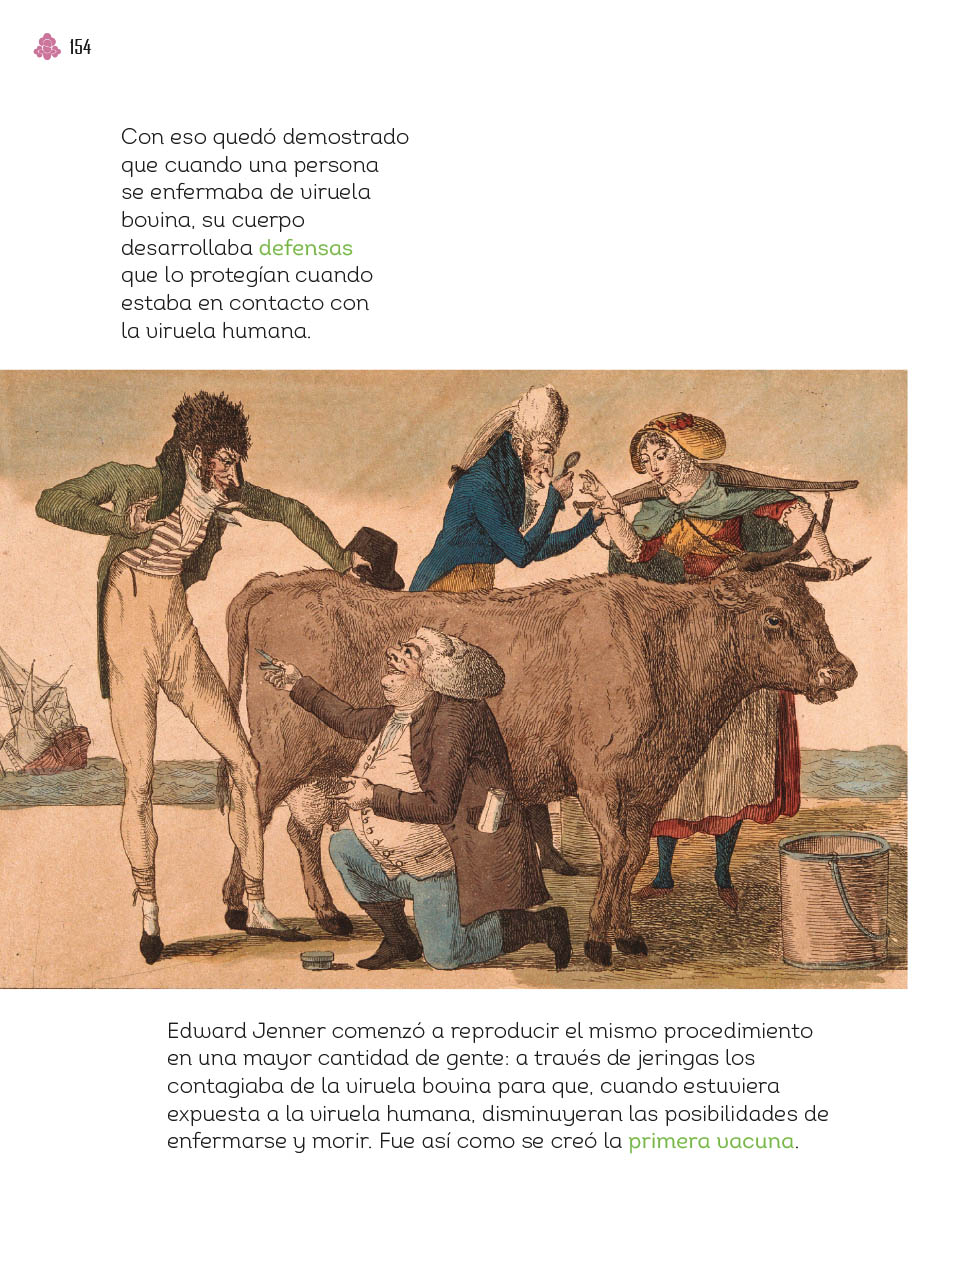 154
Con eso quedó demostrado
que cuando una persona
se enfermaba de viruela
bovina, su cuerpo
desarrollaba defensas
que lo protegían cuando
estaba en contacto con
la viruela humana.
Edward Jenner comenzó a reproducir el mismo procedimiento
en una mayor cantidad de gente: a través de jeringas los
contagiaba de la viruela bovina para que, cuando estuviera
expuesta a la viruela humana, disminuyeran las posibilidades de
enfermarse y morir. Fue así como se creó la primera vacuna.